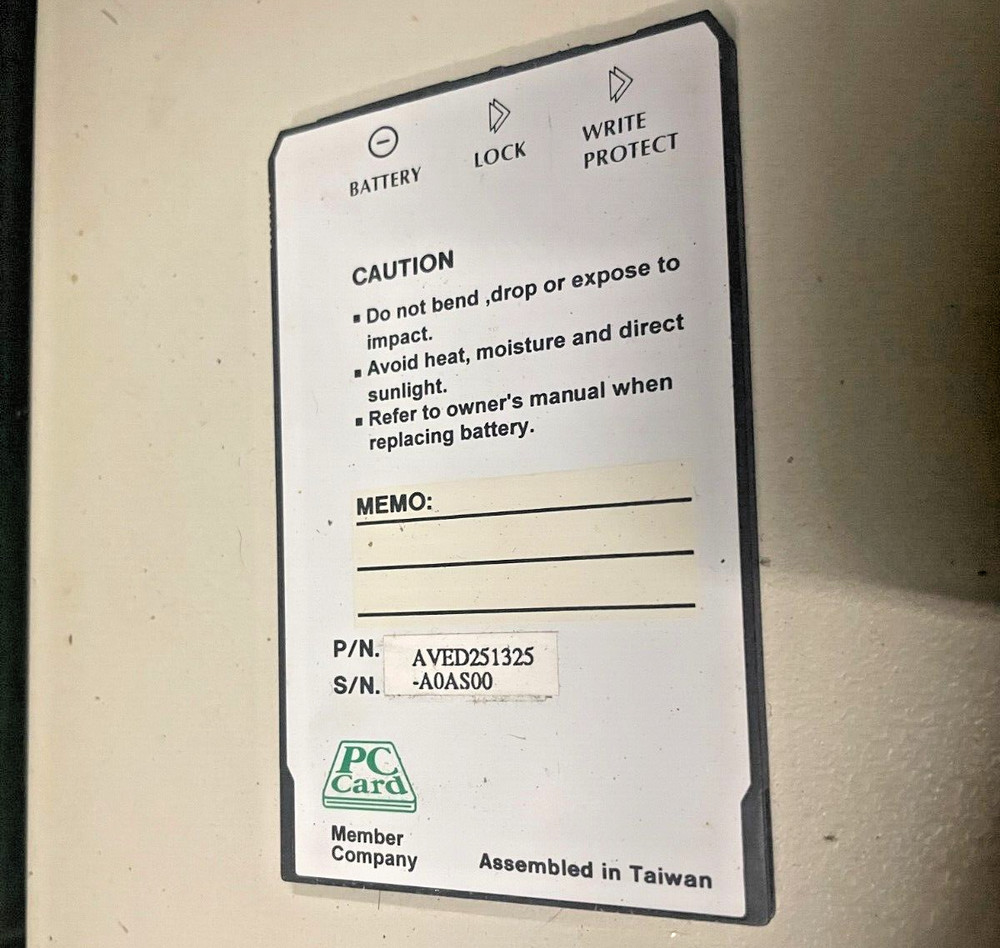 BATTERY
LOCK
WRITE
PROTECT
CAUTION
▪ Do not bend ,drop or expose to
impact.
▪ Avoid heat, moisture and direct
sunlight.
▪ Refer to owner's manual when
replacing battery.
MEMO:
P/N. AVED251325
S/N. -A0AS00
PC
Card
Member
Company
Assembled in Taiwan